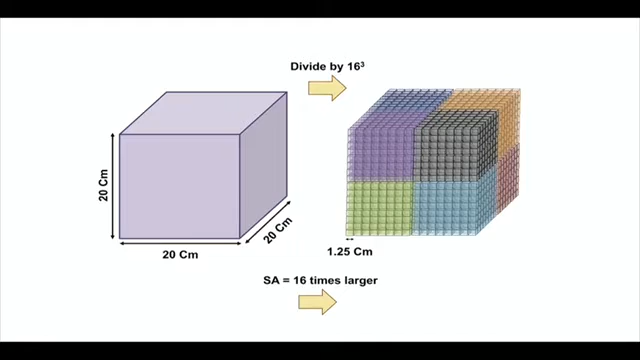 Divide by 16³
20 Cm
20 Cm
20 Cm
1.25 Cm
SA = 16 times larger